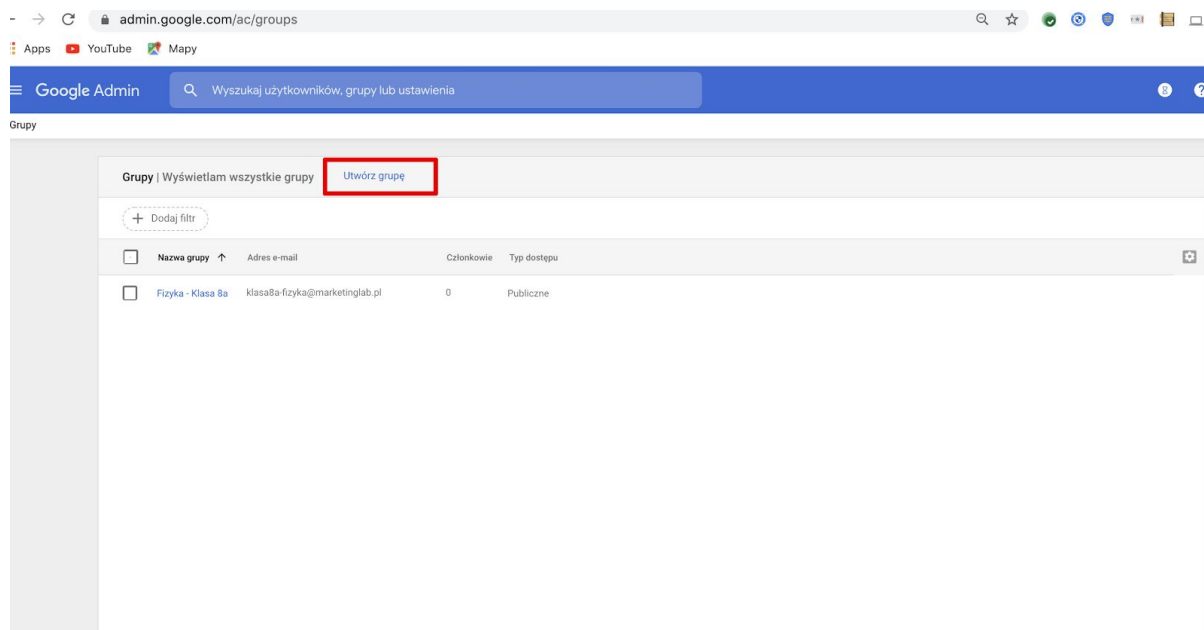 admin.google.com/ac/groups
Apps YouTube Mapy
Google Admin Wyszukaj użytkowników, grupy lub ustawienia
Grupy
Grupy | Wyświetlam wszystkie grupy Utwórz grupę
+ Dodaj filtr
Nazwa grupy Adres e-mail Członkowie Typ dostępu
Fizyka - Klasa 8a klasa8a-fizyka@marketinglab.pl 0 Publiczne